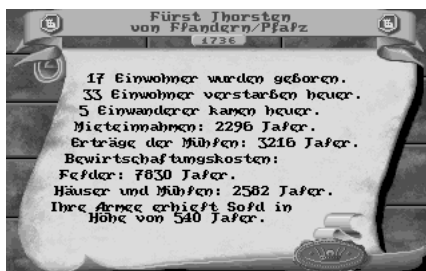 Fürst Thorsten
von Flandern/Pfalz
1736
17 Einwohner wurden geboren.
33 Einwohner verstarben heuer.
5 Einwanderer kamen heuer.
Mieteinnahmen: 2296 Taler.
Erträge der Mühlen: 3216 Taler.
Bewirtschaftungskosten:
Felder: 7830 Taler.
Häuser und Mühlen: 2582 Taler.
Ihre Armee erhielt Sold in
Höhe von 540 Taler.